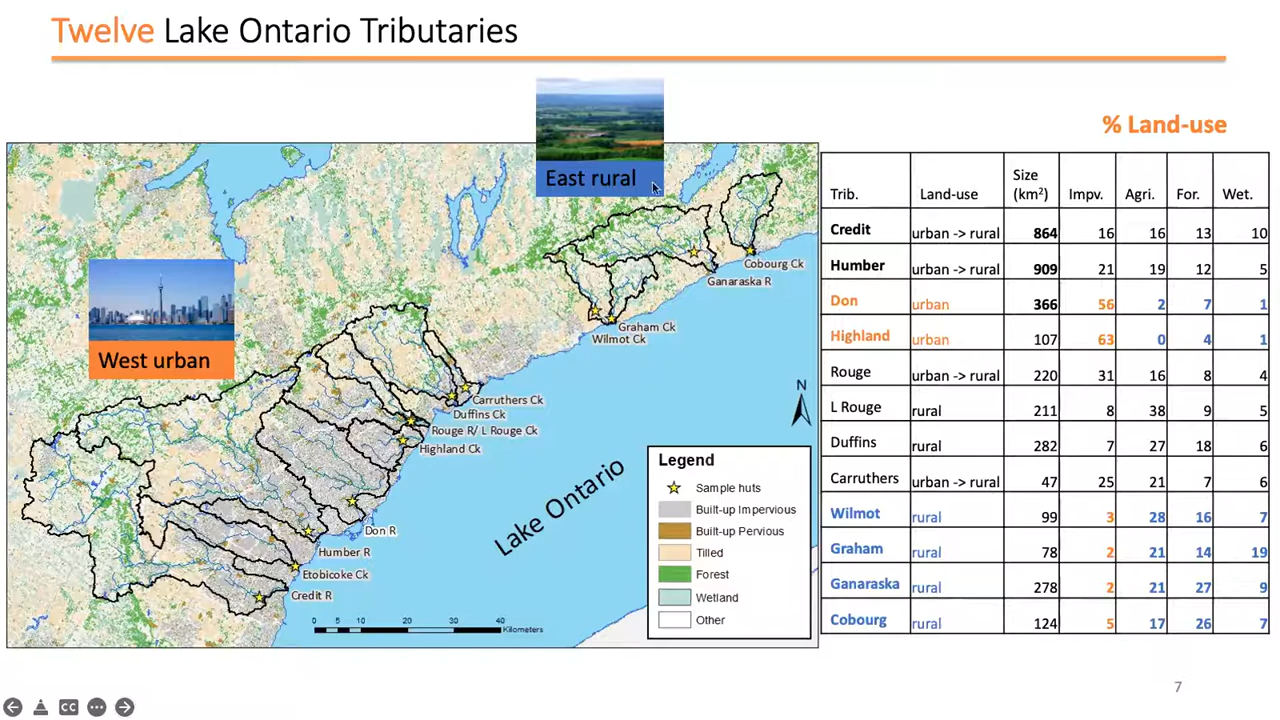 Twelve Lake Ontario Tributaries
East rural
West urban
Cobourg Ck
Ganaraska R
Graham Ck
Wilmot Ck
Carruthers Ck
Duffins Ck
Rouge R/ L Rouge Ck
Highland Ck
Don R
Humber R
Etobicoke Ck
Credit R
Lake Ontario
N
0 5 10 20 30 40
Kilometers
Legend
Sample huts
Built-up Impervious
Built-up Pervious
Tilled
Forest
Wetland
Other
% Land-use
Trib. Land-use Size (km²) Impv. Agri. For. Wet.
Credit urban -> rural 864 16 16 13 10
Humber urban -> rural 909 21 19 12 5
Don urban 366 56 2 7 1
Highland urban 107 63 0 4 1
Rouge urban -> rural 220 31 16 8 4
L Rouge rural 211 8 38 9 5
Duffins rural 282 7 27 18 6
Carruthers urban -> rural 47 25 21 7 6
Wilmot rural 99 3 28 16 7
Graham rural 78 2 21 14 19
Ganaraska rural 278 2 21 27 9
Cobourg rural 124 5 17 26 7
7
CC